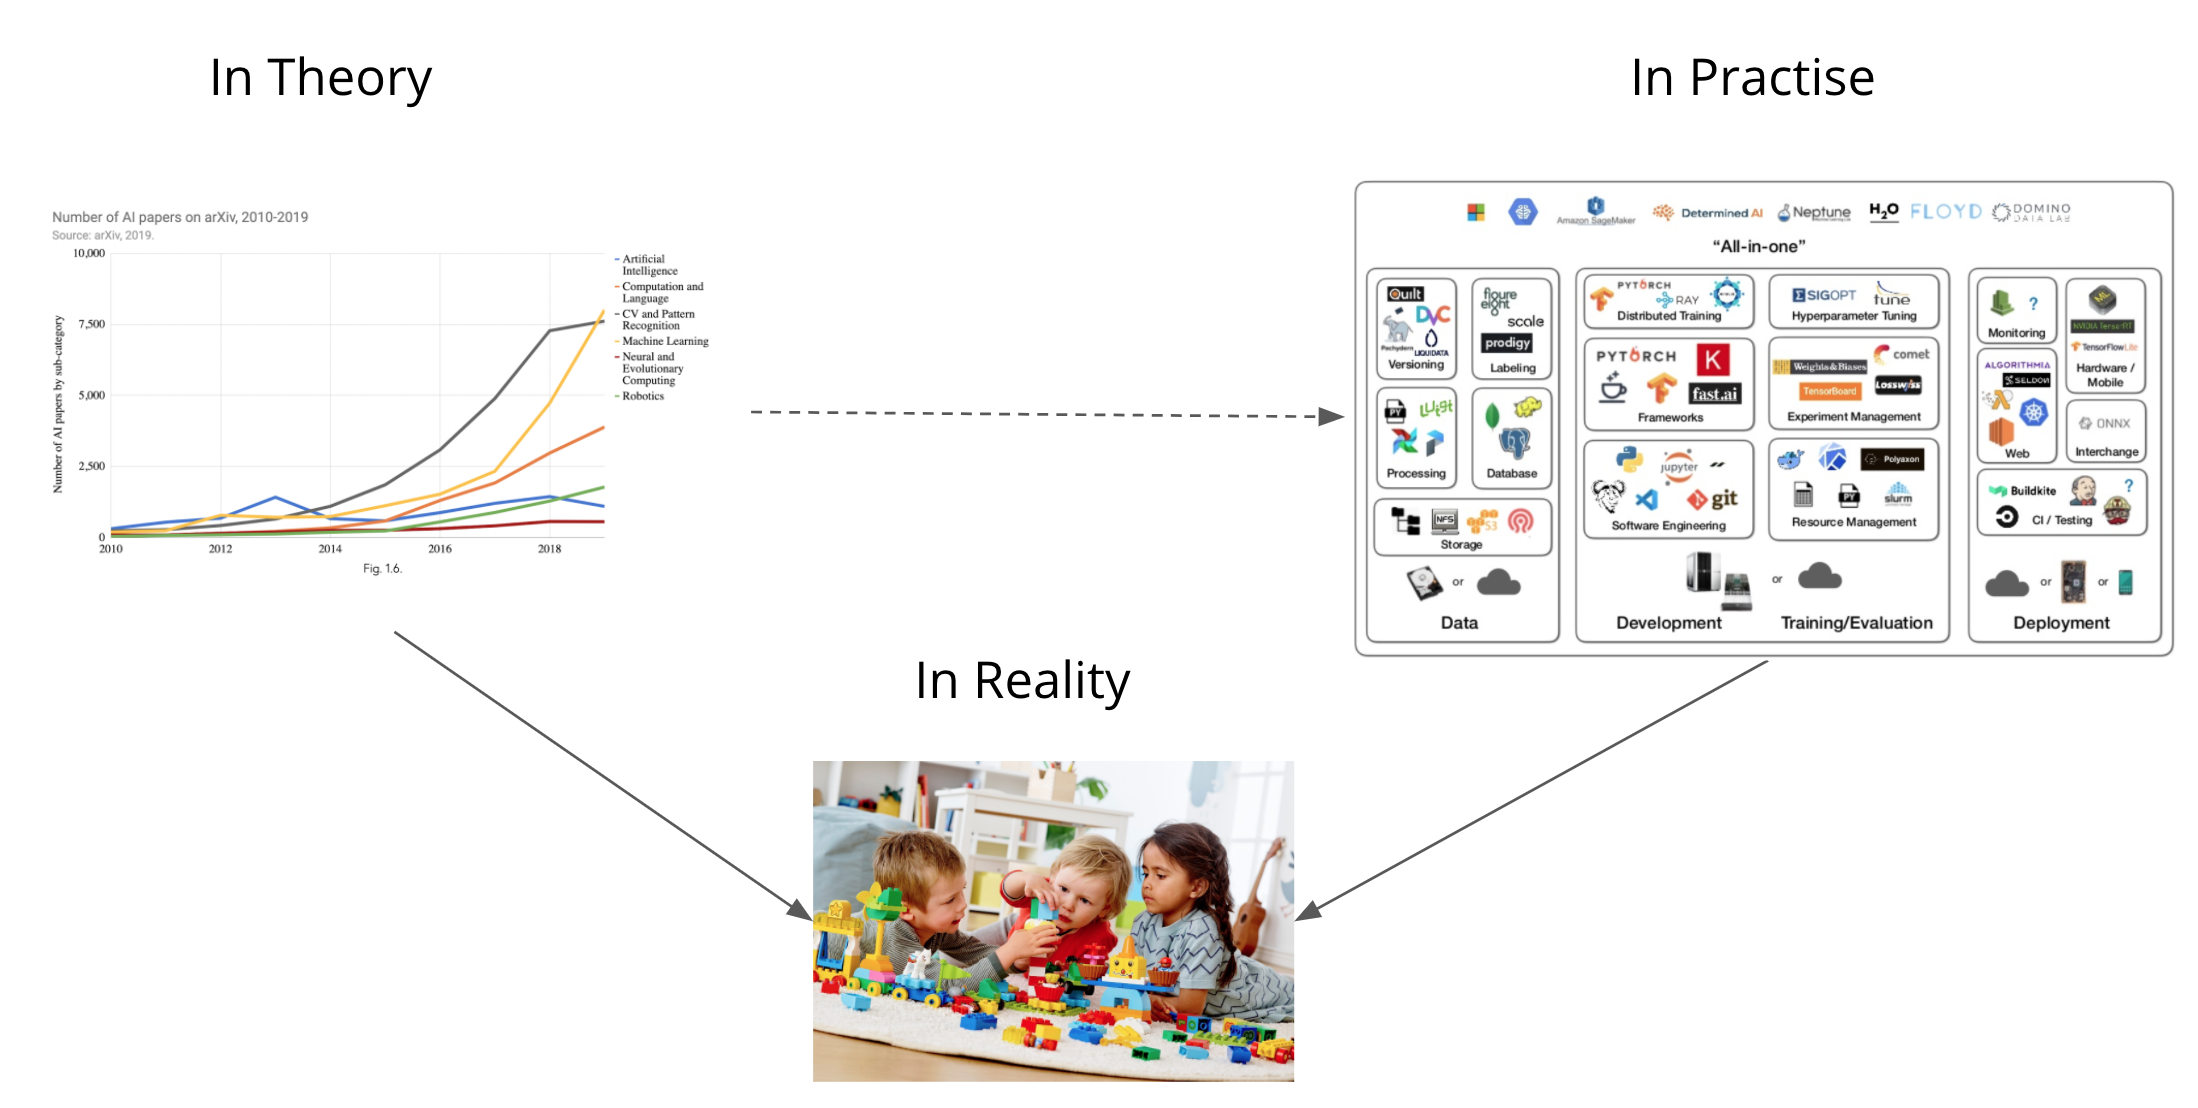 In Theory
In Practise
Number of AI papers on arXiv, 2010-2019
Source: arXiv, 2019.
Number of AI papers by sub-category
10,000
7,500
5,000
2,500
0
2010
2012
2014
2016
2018
Artificial
Intelligence
Computation and
Language
CV and Pattern
Recognition
Machine Learning
Neural and
Evolutionary
Computing
Robotics
Fig. 1.6.
Amazon SageMaker
Determined AI
Neptune
H2O
FLOYD
DOMINO
DATA LAB
“All-in-one”
Quilt
DVC
Pachyderm
LIQUIDATA
Versioning
figure
eight
scale
prodigy
Labeling
PY
Luigi
Processing
Database
NFS
S3
Storage
or
Data
PYTORCH
RAY
Distributed Training
SIGOPT
tune
Hyperparameter Tuning
PYTORCH
K
fast.ai
Frameworks
Weights & Biases
comet
TensorBoard
LOSSWISE
Experiment Management
jupyter
git
Software Engineering
Polyaxon
PY
slurm
Resource Management
or
Development
Training/Evaluation
?
Monitoring
ML
NVIDIA TensorRT
TensorFlow Lite
Hardware /
Mobile
ALGORITHMIA
SELDON
Web
ONNX
Interchange
Buildkite
?
CI / Testing
or
or
Deployment
In Reality